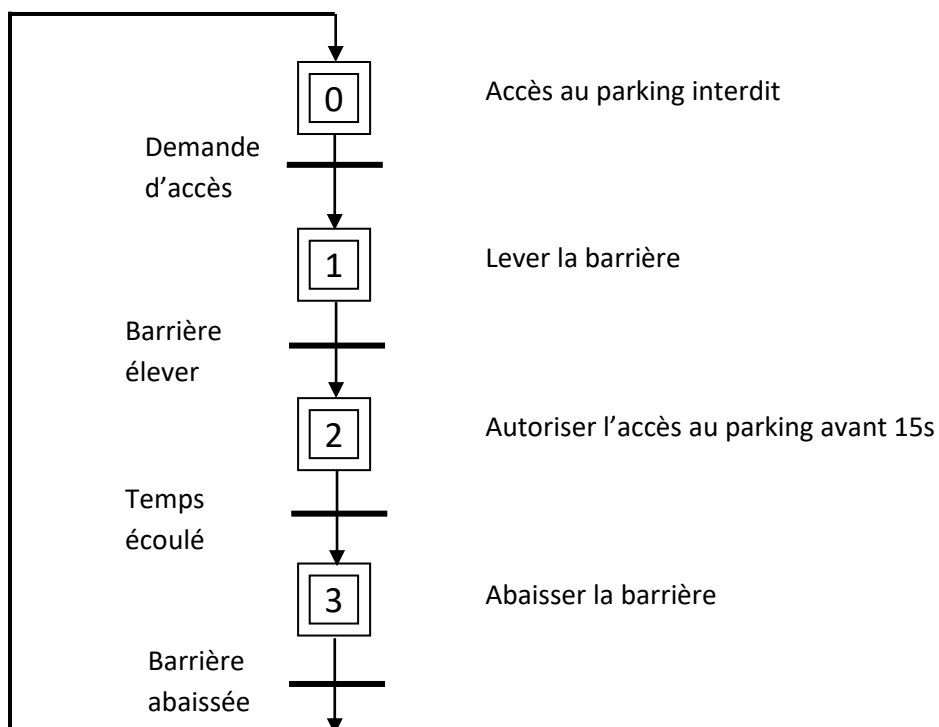 0
Accès au parking interdit
Demande
d’accès
1
Lever la barrière
Barrière
élever
2
Autoriser l’accès au parking avant 15s
Temps
écoulé
3
Abaisser la barrière
Barrière
abaissée